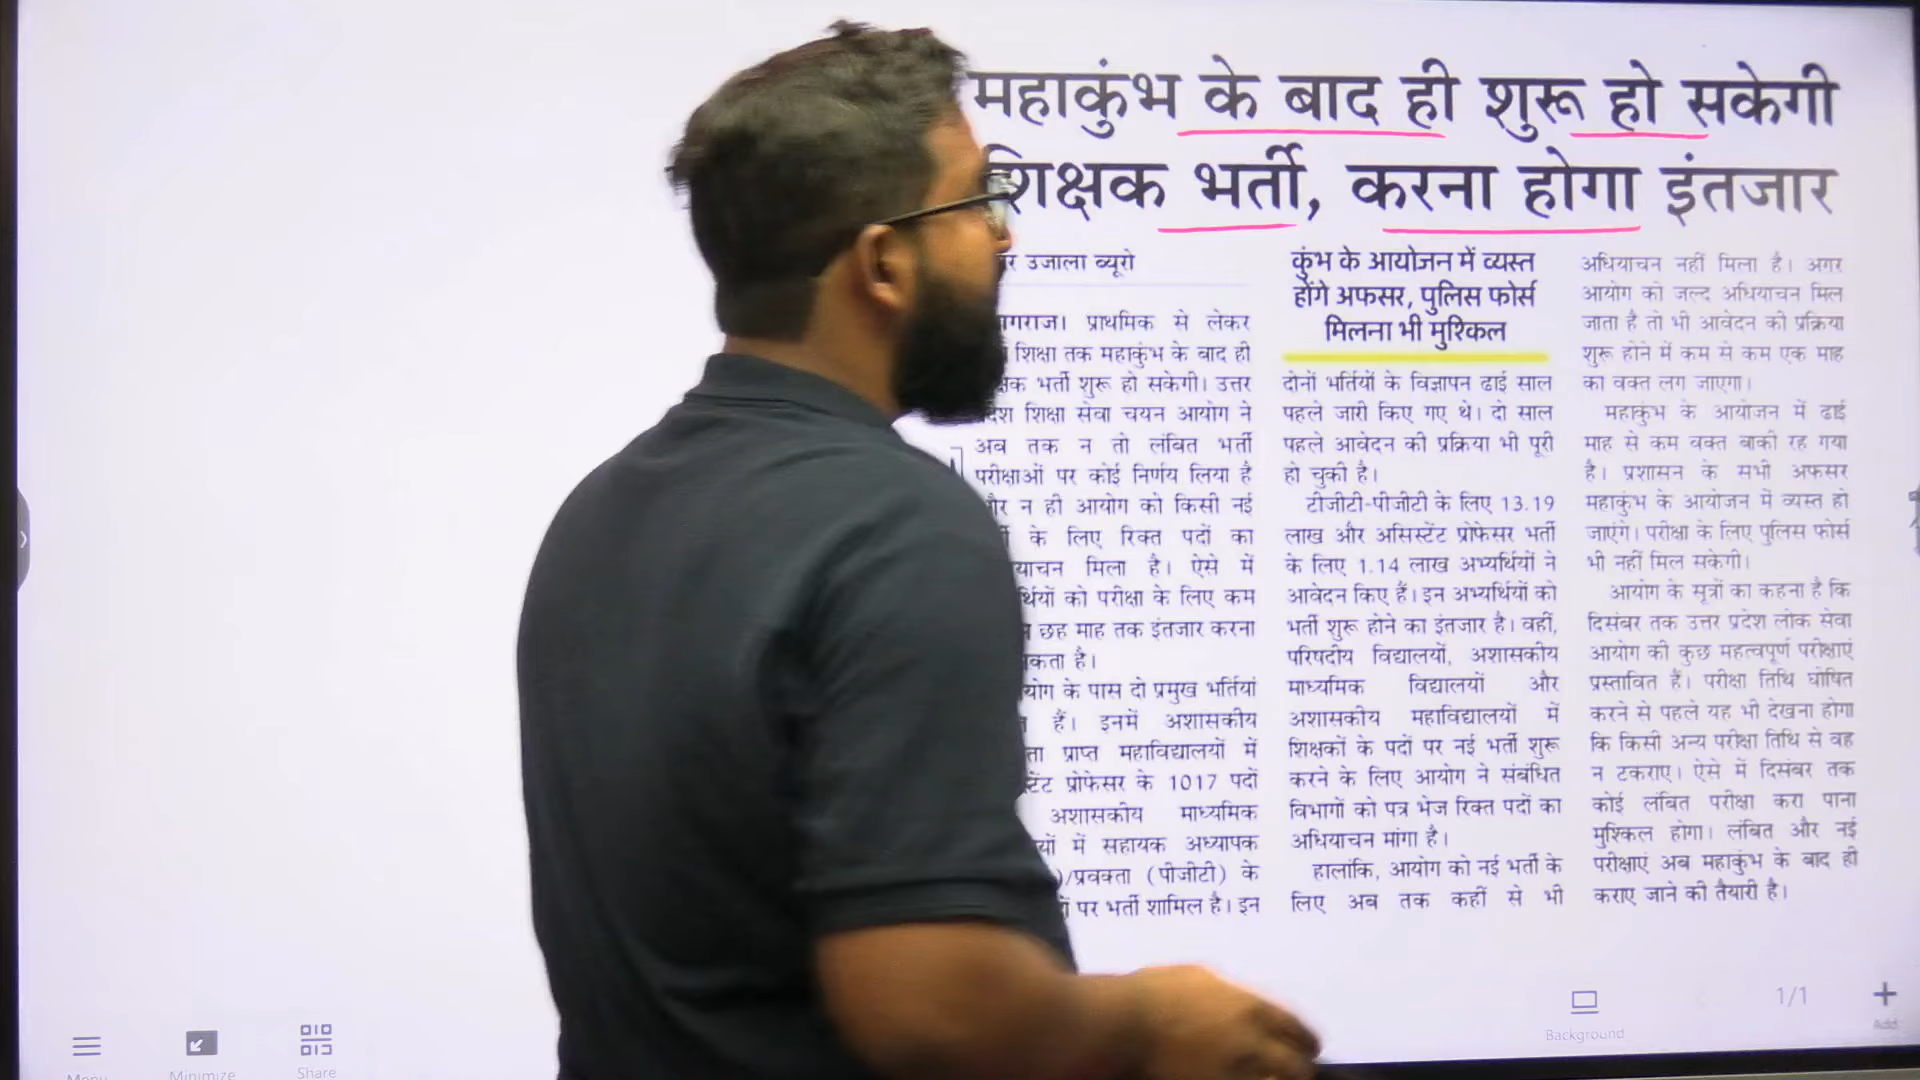 महाकुंभ के बाद ही शुरू हो सकेगी
शिक्षक भर्ती, करना होगा इंतजार
उजाला ब्यूरो
प्राथमिक से लेकर
शिक्षा तक महाकुंभ के बाद ही
भर्ती शुरू हो सकेगी। उत्तर
शिक्षा सेवा चयन आयोग ने
अब तक न तो लंबित भर्ती
परीक्षाओं पर कोई निर्णय लिया है
न ही आयोग को किसी नई
के लिए रिक्त पदों का
मिला है। ऐसे में
को परीक्षा के लिए कम
छह माह तक इंतजार करना
है।
के पास दो प्रमुख भर्तियां
हैं। इनमें अशासकीय
प्राप्त महाविद्यालयों में
प्रोफेसर के 1017 पदों
अशासकीय माध्यमिक
में सहायक अध्यापक
)/प्रवक्ता (पीजीटी) के
पर भर्ती शामिल है। इन
कुंभ के आयोजन में व्यस्त
होंगे अफसर, पुलिस फोर्स
मिलना भी मुश्किल
दोनों भर्तियों के विज्ञापन ढाई साल
पहले जारी किए गए थे। दो साल
पहले आवेदन की प्रक्रिया भी पूरी
हो चुकी है।
टीजीटी-पीजीटी के लिए 13.19
लाख और असिस्टेंट प्रोफेसर भर्ती
के लिए 1.14 लाख अभ्यर्थियों ने
आवेदन किए हैं। इन अभ्यर्थियों को
भर्ती शुरू होने का इंतजार है। वहीं,
परिषदीय विद्यालयों, अशासकीय
माध्यमिक विद्यालयों और
अशासकीय महाविद्यालयों में
शिक्षकों के पदों पर नई भर्ती शुरू
करने के लिए आयोग ने संबंधित
विभागों को पत्र भेज रिक्त पदों का
अधियाचन मांगा है।
हालांकि, आयोग को नई भर्ती के
लिए अब तक कहीं से भी
अधियाचन नहीं मिला है। अगर
आयोग को जल्द अधियाचन मिल
जाता है तो भी आवेदन की प्रक्रिया
शुरू होने में कम से कम एक माह
का वक्त लग जाएगा।
महाकुंभ के आयोजन में ढाई
माह से कम वक्त बाकी रह गया
है। प्रशासन के सभी अफसर
महाकुंभ के आयोजन में व्यस्त हो
जाएंगे। परीक्षा के लिए पुलिस फोर्स
भी नहीं मिल सकेगी।
आयोग के सूत्रों का कहना है कि
दिसंबर तक उत्तर प्रदेश लोक सेवा
आयोग की कुछ महत्वपूर्ण परीक्षाएं
प्रस्तावित हैं। परीक्षा तिथि घोषित
करने से पहले यह भी देखना होगा
कि किसी अन्य परीक्षा तिथि से वह
न टकराए। ऐसे में दिसंबर तक
कोई लंबित परीक्षा करा पाना
मुश्किल होगा। लंबित और नई
परीक्षाएं अब महाकुंभ के बाद ही
कराए जाने की तैयारी है।
Menu
Minimize
Share
Background
1/1
Add